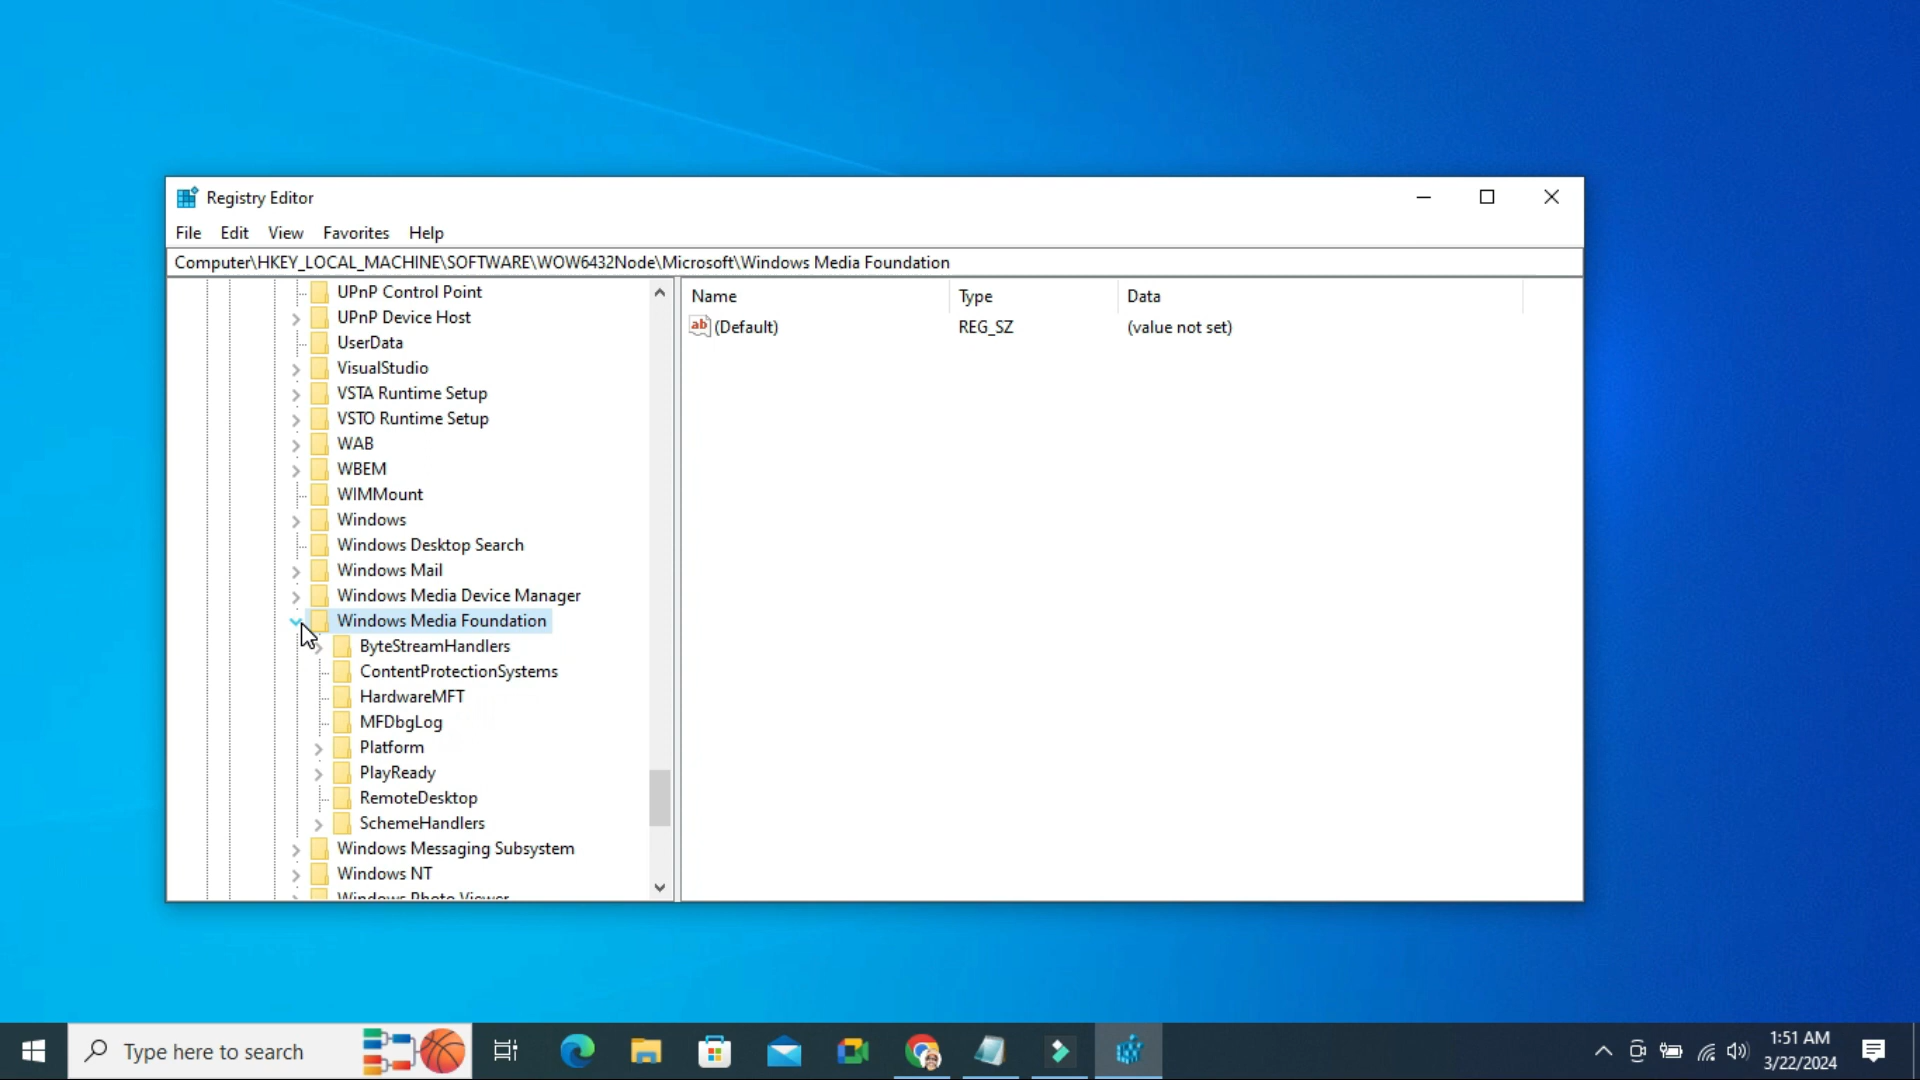 Registry Editor
File Edit View Favorites Help
Computer\HKEY_LOCAL_MACHINE\SOFTWARE\WOW6432Node\Microsoft\Windows Media Foundation
UPnP Control Point
UPnP Device Host
UserData
VisualStudio
VSTA Runtime Setup
VSTO Runtime Setup
WAB
WBEM
WIMMount
Windows
Windows Desktop Search
Windows Mail
Windows Media Device Manager
Windows Media Foundation
ByteStreamHandlers
ContentProtectionSystems
HardwareMFT
MFDbgLog
Platform
PlayReady
RemoteDesktop
SchemeHandlers
Windows Messaging Subsystem
Windows NT
Windows Photo Viewer
Name Type Data
ab (Default) REG_SZ (value not set)
Type here to search
1:51 AM
3/22/2024